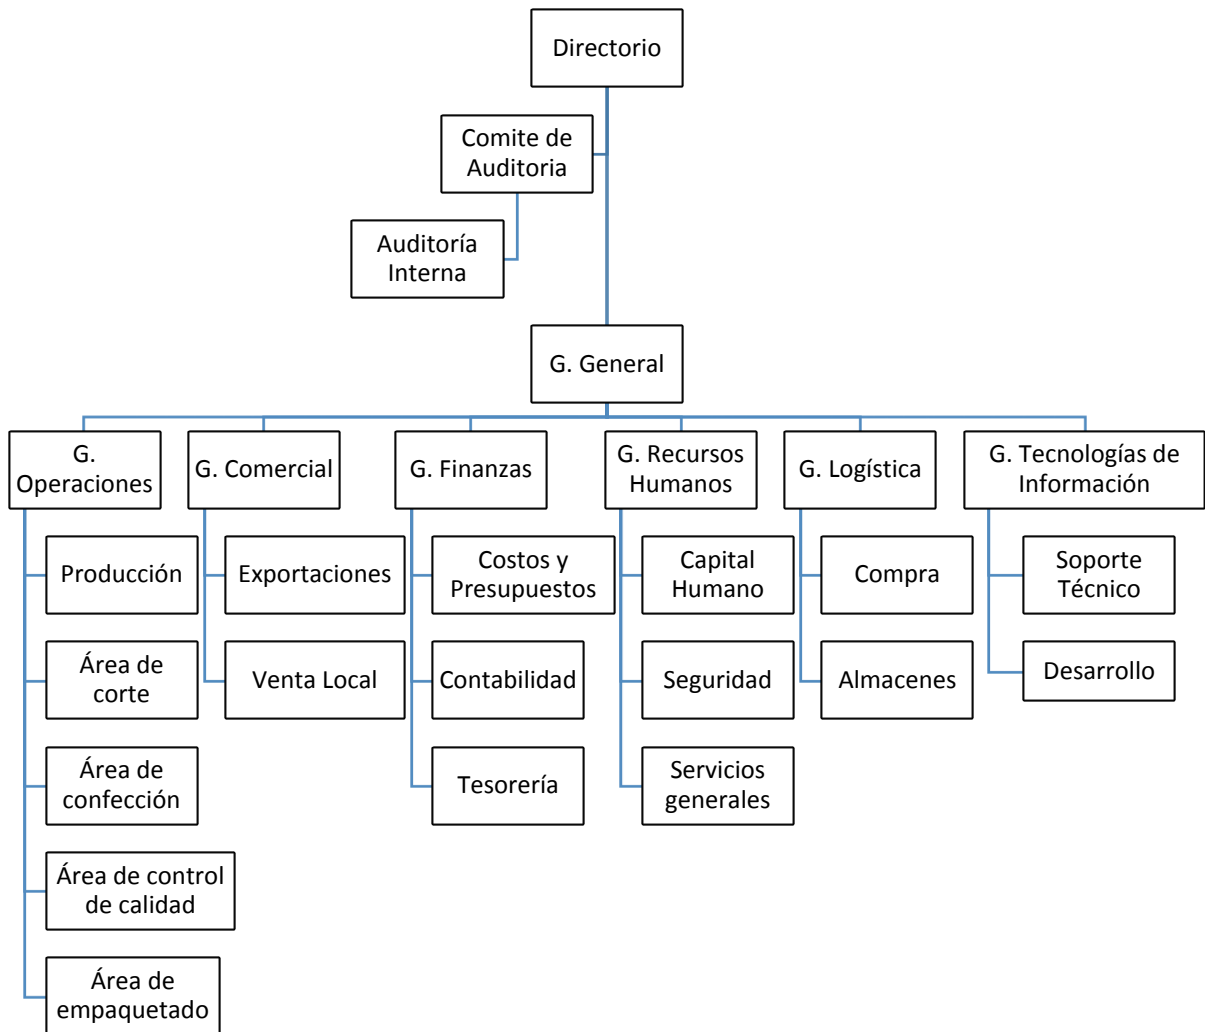 Directorio
Comite de
Auditoria
Auditoría
Interna
G. General
G.
Operaciones
G. Comercial
G. Finanzas
G. Recursos
Humanos
G. Logística
G. Tecnologías de
Información
Producción
Área de
corte
Área de
confección
Área de control
de calidad
Área de
empaquetado
Exportaciones
Venta Local
Costos y
Presupuestos
Contabilidad
Tesorería
Capital
Humano
Seguridad
Servicios
generales
Compra
Almacenes
Soporte
Técnico
Desarrollo